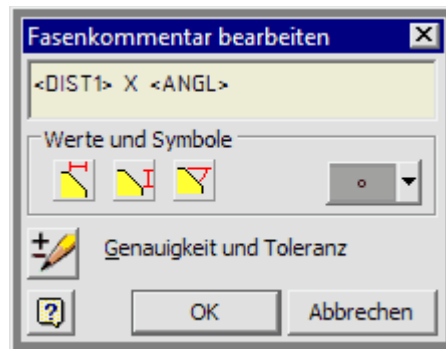 Fasenkommentar bearbeiten
<DIST1> X <ANGL>
Werte und Symbole
°
Genauigkeit und Toleranz
OK Abbrechen